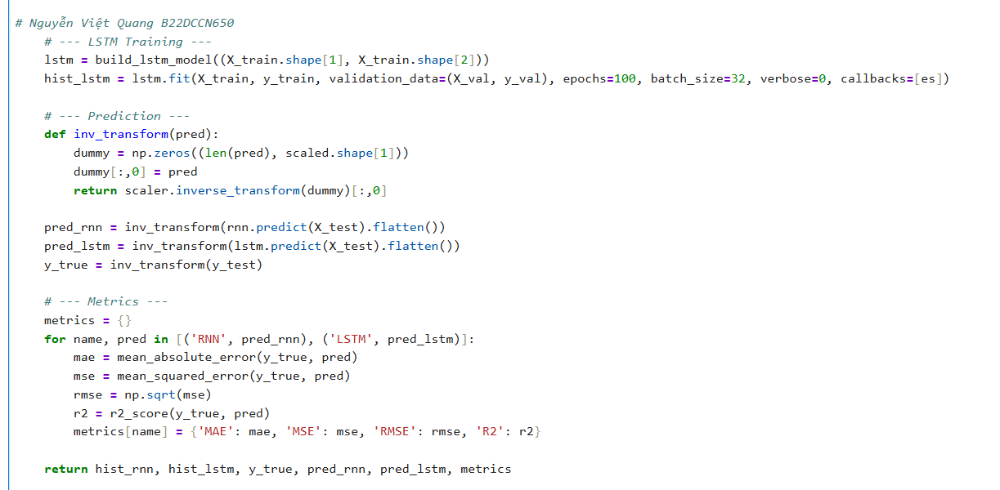 # Nguyễn Việt Quang B22DCCN650
    # --- LSTM Training ---
    lstm = build_lstm_model((X_train.shape[1], X_train.shape[2]))
    hist_lstm = lstm.fit(X_train, y_train, validation_data=(X_val, y_val), epochs=100, batch_size=32, verbose=0, callbacks=[es])

    # --- Prediction ---
    def inv_transform(pred):
        dummy = np.zeros((len(pred), scaled.shape[1]))
        dummy[:,0] = pred
        return scaler.inverse_transform(dummy)[:,0]

    pred_rnn = inv_transform(rnn.predict(X_test).flatten())
    pred_lstm = inv_transform(lstm.predict(X_test).flatten())
    y_true = inv_transform(y_test)

    # --- Metrics ---
    metrics = {}
    for name, pred in [('RNN', pred_rnn), ('LSTM', pred_lstm)]:
        mae = mean_absolute_error(y_true, pred)
        mse = mean_squared_error(y_true, pred)
        rmse = np.sqrt(mse)
        r2 = r2_score(y_true, pred)
        metrics[name] = {'MAE': mae, 'MSE': mse, 'RMSE': rmse, 'R2': r2}

    return hist_rnn, hist_lstm, y_true, pred_rnn, pred_lstm, metrics